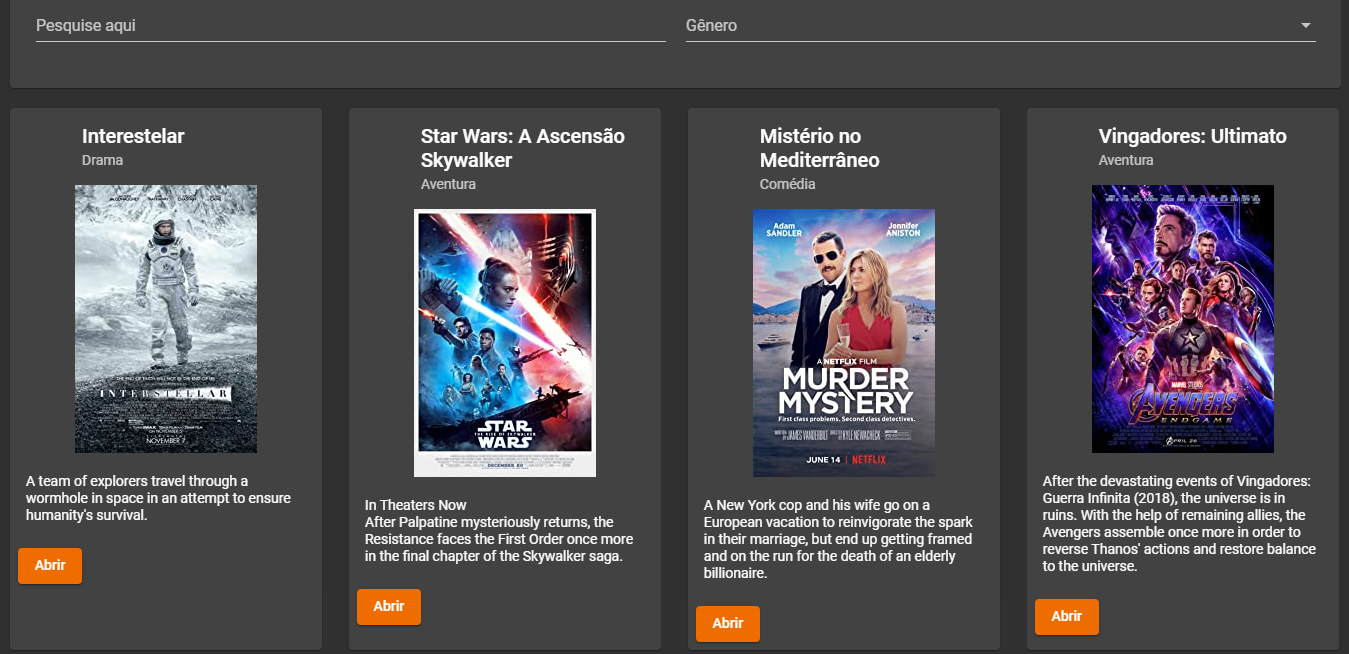 Pesquise aqui
Gênero
Interestelar
Drama
INTERSTELLAR
NOVEMBER 7
A team of explorers travel through a
wormhole in space in an attempt to ensure
humanity's survival.
Abrir
Star Wars: A Ascensão
Skywalker
Aventura
STAR
THE RISE OF SKYWALKER
WARS
DECEMBER 20
In Theaters Now
After Palpatine mysteriously returns, the
Resistance faces the First Order once more
in the final chapter of the Skywalker saga.
Abrir
Mistério no
Mediterrâneo
Comédia
Adam
SANDLER
Jennifer
ANISTON
A NETFLIX FILM
MURDER
MYSTERY
First class problems. Second class detectives.
JUNE 14 | NETFLIX
A New York cop and his wife go on a
European vacation to reinvigorate the spark
in their marriage, but end up getting framed
and on the run for the death of an elderly
billionaire.
Abrir
Vingadores: Ultimato
Aventura
MARVEL STUDIOS
AVENGERS
ENDGAME
APRIL 26
After the devastating events of Vingadores:
Guerra Infinita (2018), the universe is in
ruins. With the help of remaining allies, the
Avengers assemble once more in order to
reverse Thanos' actions and restore balance
to the universe.
Abrir